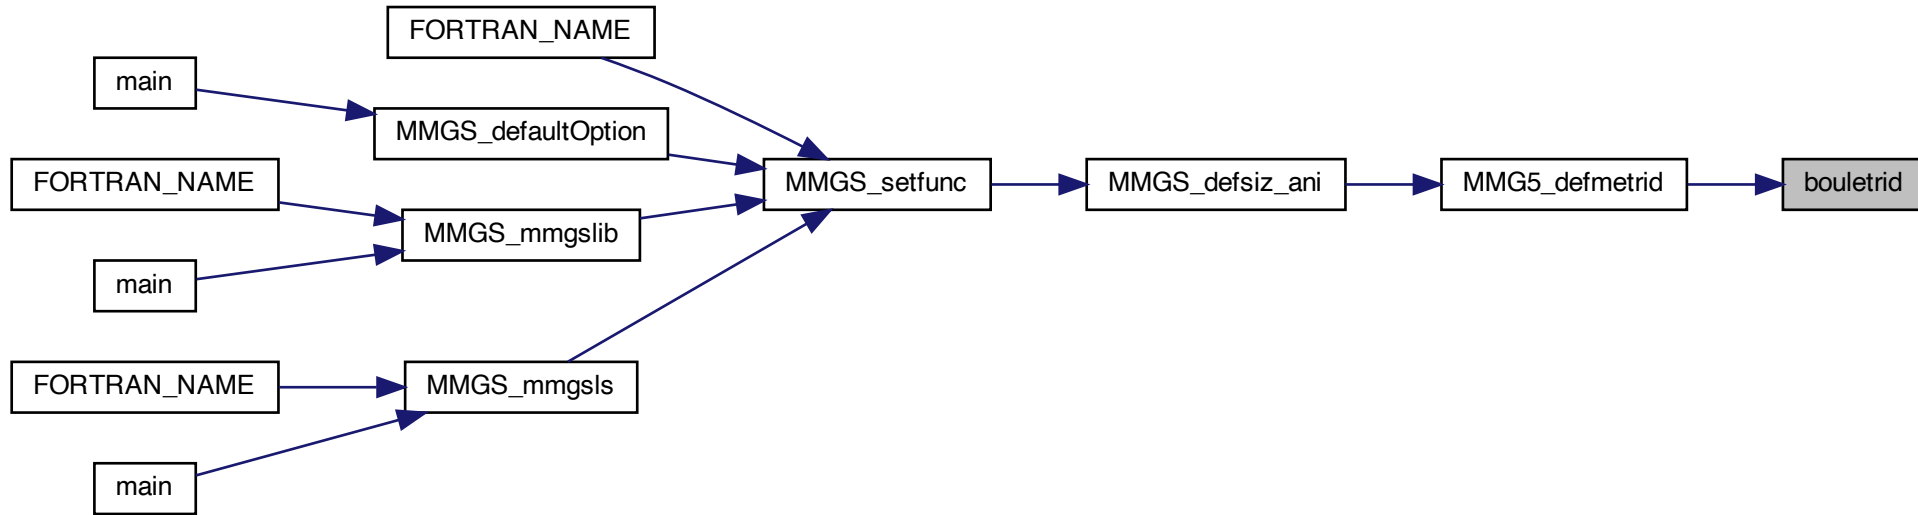 FORTRAN_NAME
main
MMGS_defaultOption
FORTRAN_NAME
MMGS_setfunc
MMGS_defsiz_ani
MMG5_defmetrid
bouletrid
MMGS_mmgslib
main
FORTRAN_NAME
MMGS_mmgsls
main